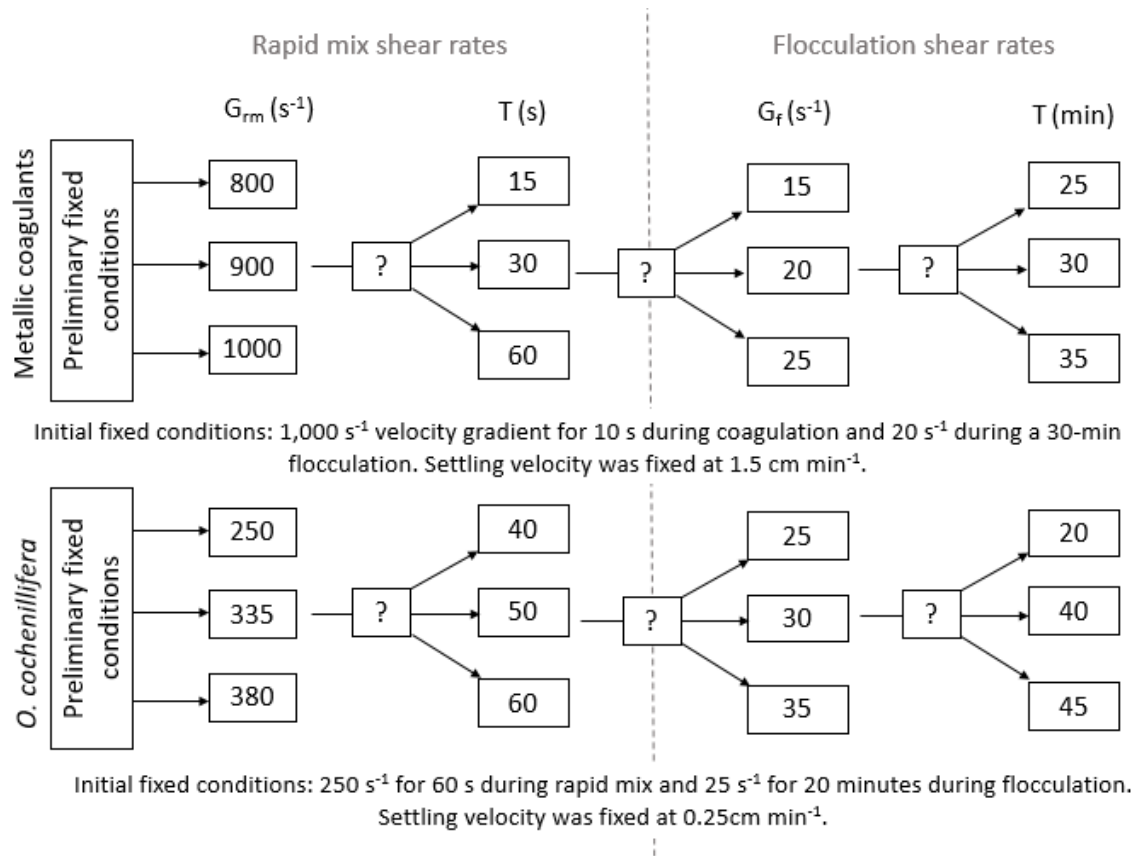 Rapid mix shear rates
Flocculation shear rates
Grm (s-1)
T (s)
Gf (s-1)
T (min)
Metallic coagulants
Preliminary fixed
conditions
800
900
1000
?
15
30
60
?
15
20
25
?
25
30
35
Initial fixed conditions: 1,000 s-1 velocity gradient for 10 s during coagulation and 20 s-1 during a 30-min
flocculation. Settling velocity was fixed at 1.5 cm min-1.
O. cochenillifera
Preliminary fixed
conditions
250
335
380
?
40
50
60
?
25
30
35
?
20
40
45
Initial fixed conditions: 250 s-1 for 60 s during rapid mix and 25 s-1 for 20 minutes during flocculation.
Settling velocity was fixed at 0.25cm min-1.